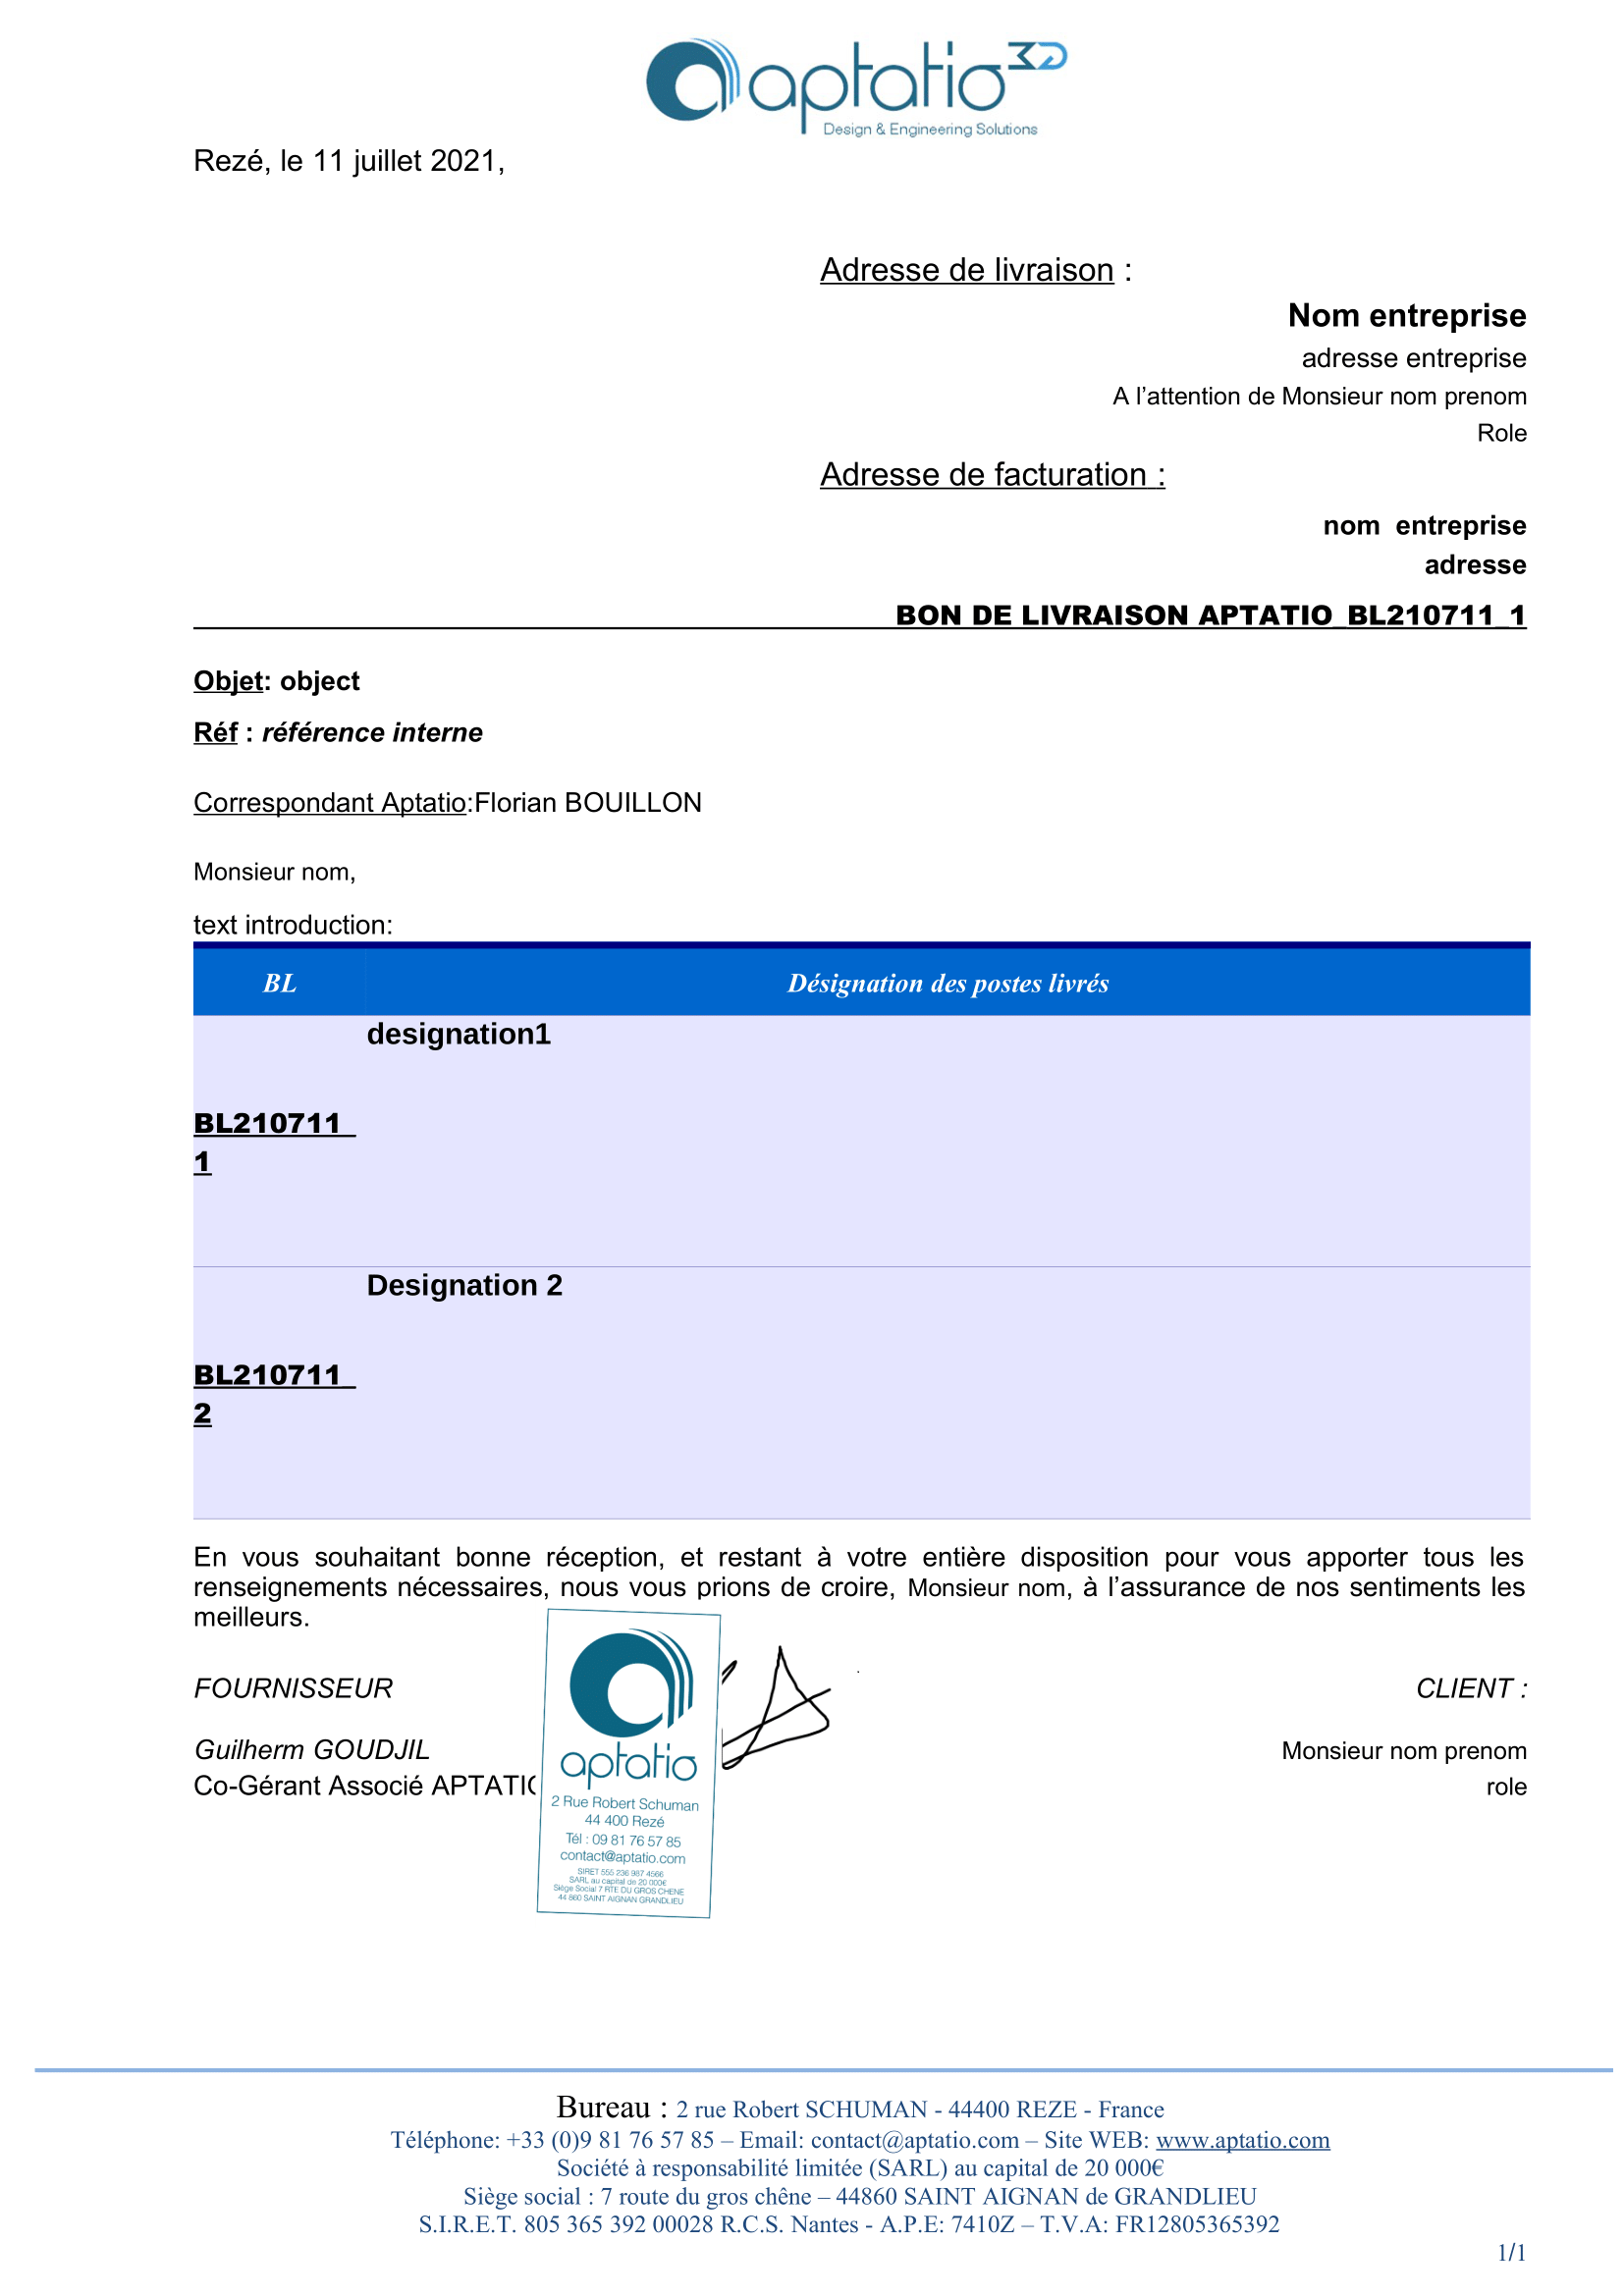 aptatio 3D
Design & Engineering Solutions
Rezé, le 11 juillet 2021,
Adresse de livraison :
Nom entreprise
adresse entreprise
A l’attention de Monsieur nom prenom
Role
Adresse de facturation :
nom entreprise
adresse
BON DE LIVRAISON APTATIO_BL210711_1
Objet: object
Réf : référence interne
Correspondant Aptatio:Florian BOUILLON
Monsieur nom,
text introduction:
BL Désignation des postes livrés
designation1
BL210711_
1
Designation 2
BL210711_
2
En vous souhaitant bonne réception, et restant à votre entière disposition pour vous apporter tous les
renseignements nécessaires, nous vous prions de croire, Monsieur nom, à l’assurance de nos sentiments les
meilleurs.
FOURNISSEUR
CLIENT :
Guilherm GOUDJIL
Monsieur nom prenom
Co-Gérant Associé APTATIO
role
aptatio
2 Rue Robert Schuman
44 400 Rezé
Tél : 09 81 76 57 85
contact@aptatio.com
SIRET 555 236 987 4566
SARL au capital de 20 000€
Siège Social 7 RTE DU GROS CHENE
44 860 SAINT AIGNAN GRANDLIEU
Bureau : 2 rue Robert SCHUMAN - 44400 REZE - France
Téléphone: +33 (0)9 81 76 57 85 – Email: contact@aptatio.com – Site WEB: www.aptatio.com
Société à responsabilité limitée (SARL) au capital de 20 000€
Siège social : 7 route du gros chêne – 44860 SAINT AIGNAN de GRANDLIEU
S.I.R.E.T. 805 365 392 00028 R.C.S. Nantes - A.P.E: 7410Z – T.V.A: FR12805365392
1/1